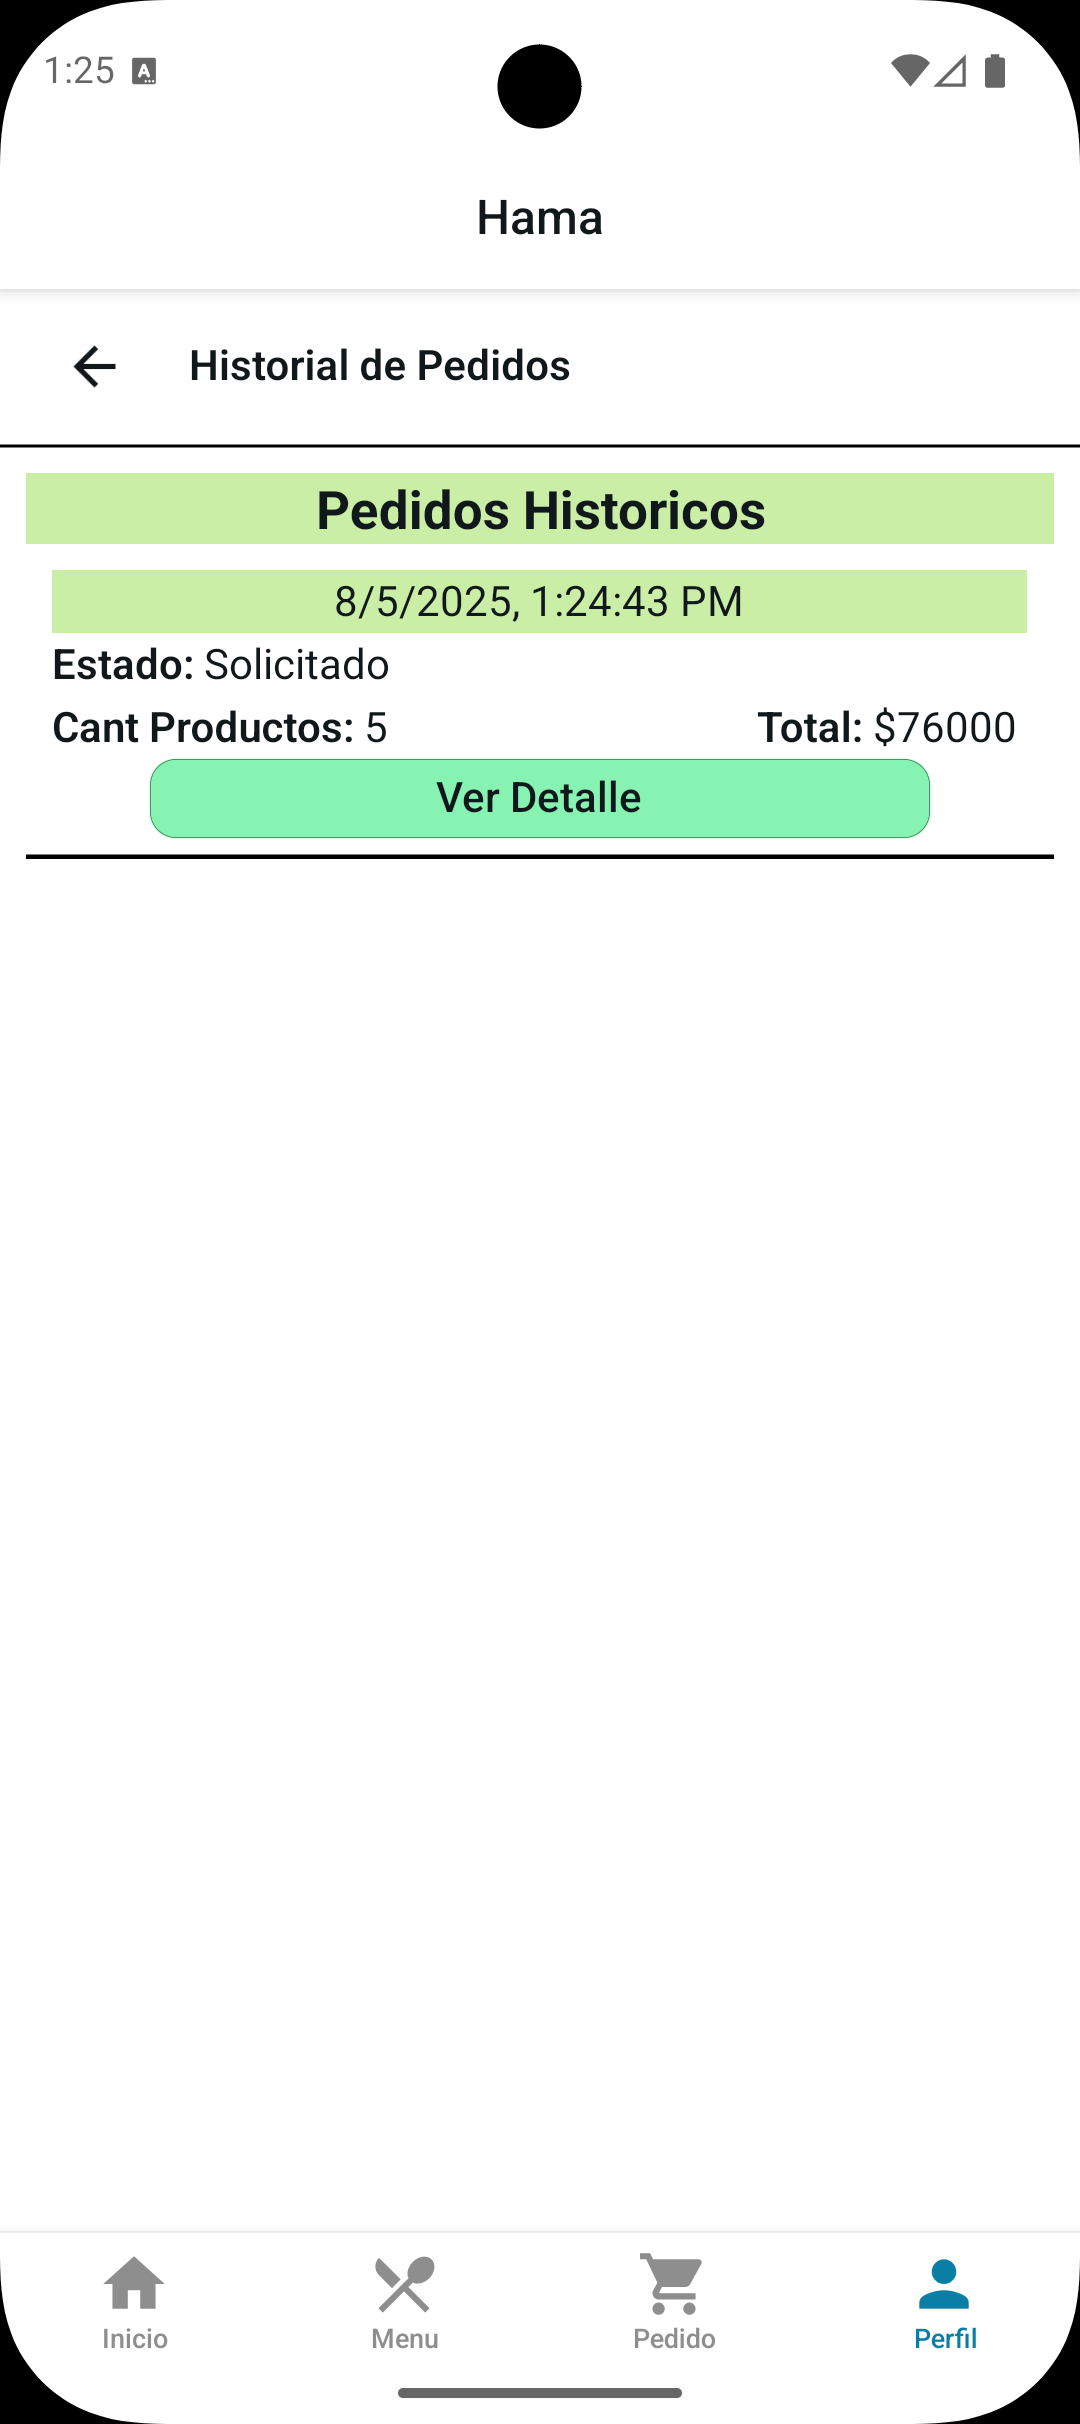 1:25
Hama
Historial de Pedidos
Pedidos Historicos
8/5/2025, 1:24:43 PM
Estado: Solicitado
Cant Productos: 5 Total: $76000
Ver Detalle
Inicio Menu Pedido Perfil